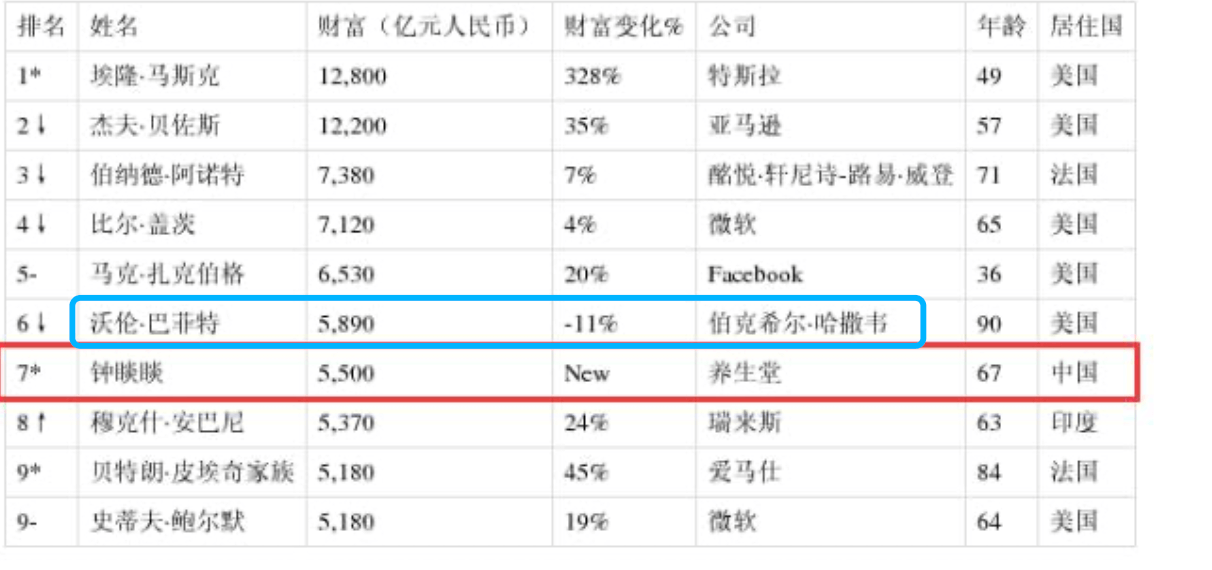 排名 姓名 财富（亿元人民币） 财富变化% 公司 年龄 居住国
1* 埃隆·马斯克 12,800 328% 特斯拉 49 美国
2↓ 杰夫·贝佐斯 12,200 35% 亚马逊 57 美国
3↓ 伯纳德·阿诺特 7,380 7% 酩悦·轩尼诗-路易·威登 71 法国
4↓ 比尔·盖茨 7,120 4% 微软 65 美国
5- 马克·扎克伯格 6,530 20% Facebook 36 美国
6↓ 沃伦·巴菲特 5,890 -11% 伯克希尔·哈撒韦 90 美国
7* 钟睒睒 5,500 New 养生堂 67 中国
8↑ 穆克什·安巴尼 5,370 24% 瑞来斯 63 印度
9* 贝特朗·皮埃奇家族 5,180 45% 爱马仕 84 法国
9- 史蒂夫·鲍尔默 5,180 19% 微软 64 美国